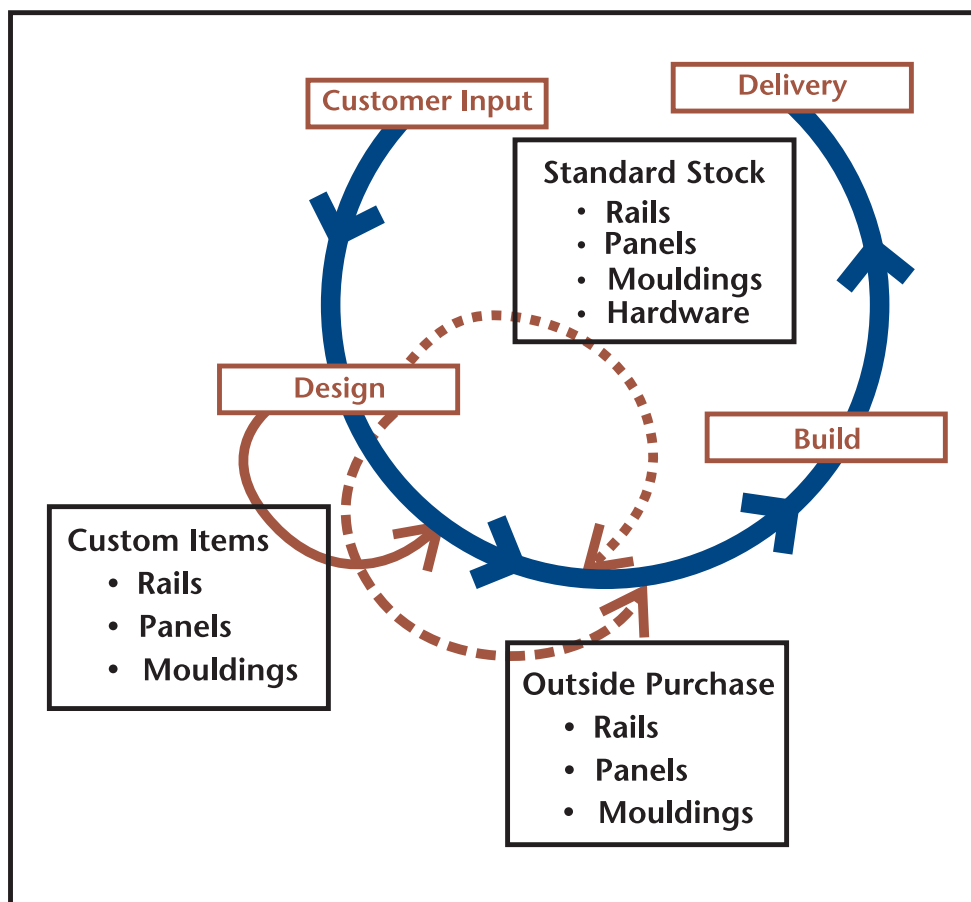 Customer Input
Delivery
Standard Stock
• Rails
• Panels
• Mouldings
• Hardware
Design
Build
Custom Items
• Rails
• Panels
• Mouldings
Outside Purchase
• Rails
• Panels
• Mouldings